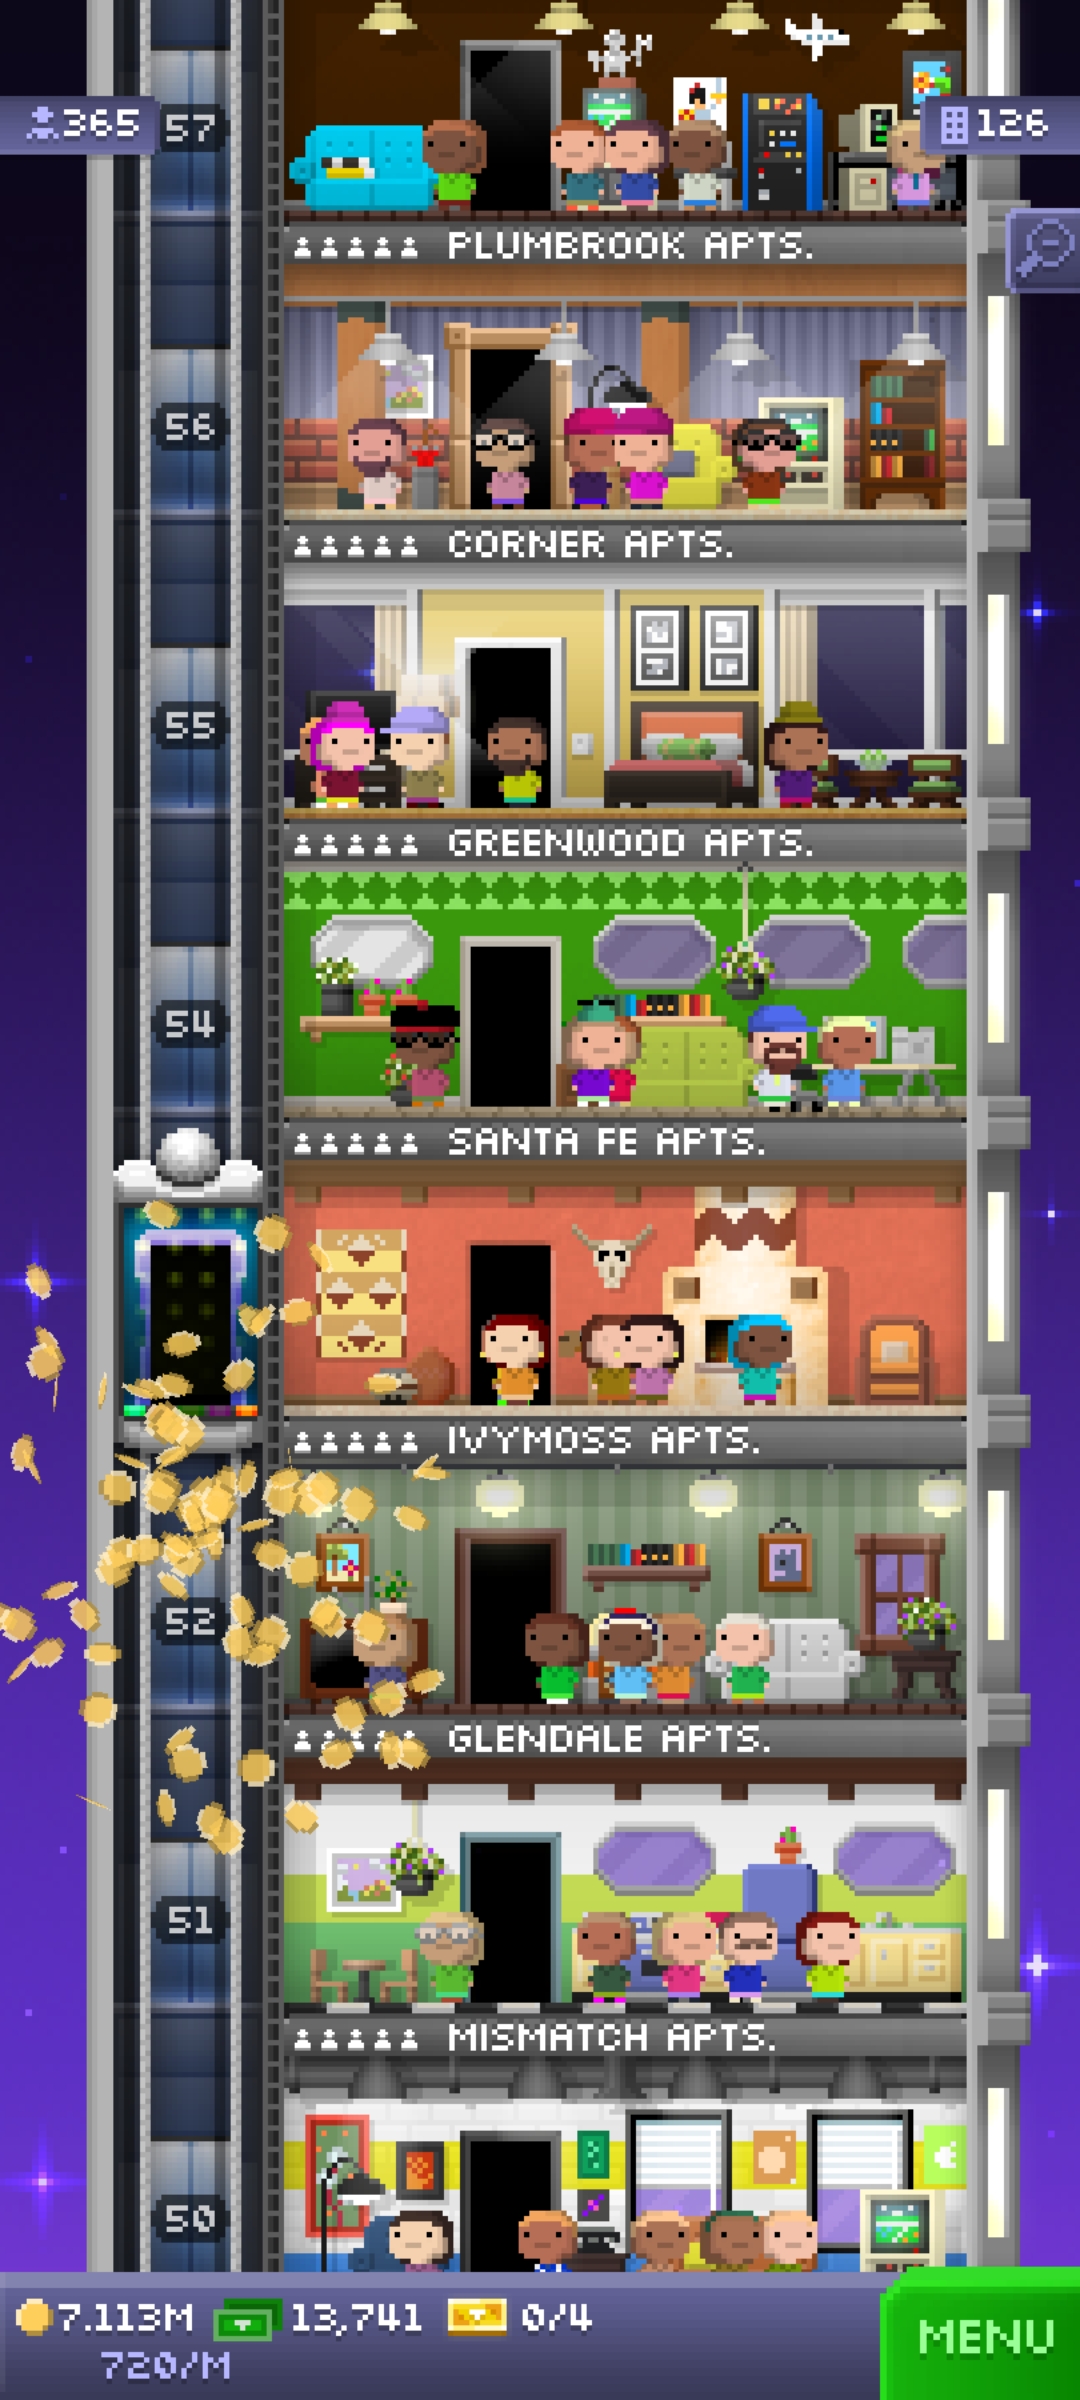 365
57
126
PLUMBROOK APTS.
56
CORNER APTS.
55
GREENWOOD APTS.
54
SANTA FE APTS.
IVYMOSS APTS.
52
GLENDALE APTS.
51
MISMATCH APTS.
50
7.113M 13,741 0/4
720/M
MENU